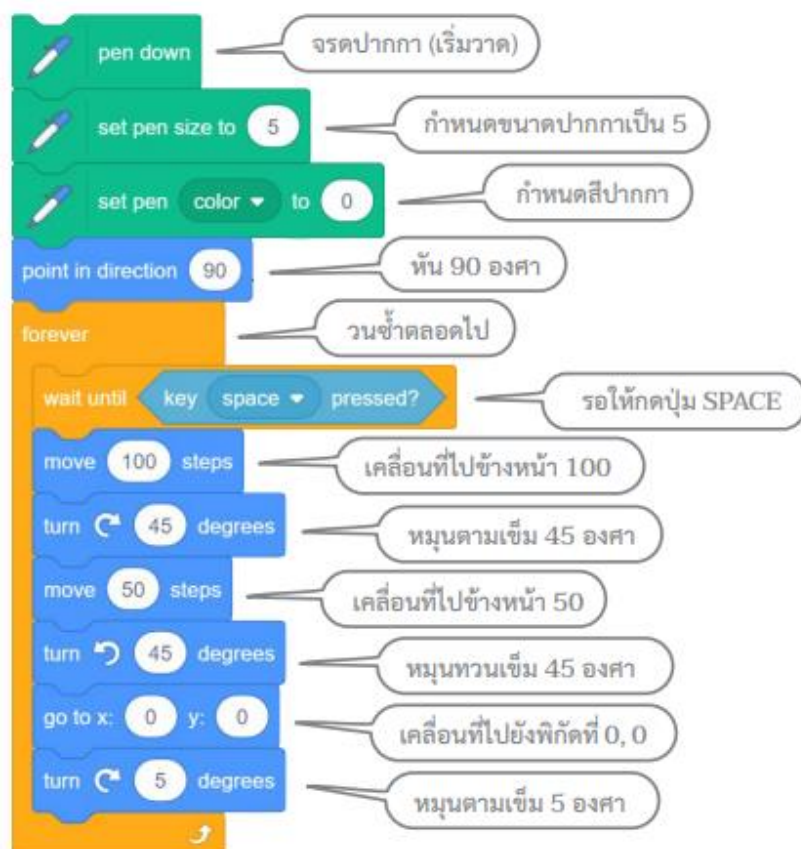 pen down จรดปากกา (เริ่มวาด)
set pen size to 5 กำหนดขนาดปากกาเป็น 5
set pen color to 0 กำหนดสีปากกา
point in direction 90 หัน 90 องศา
forever วนซ้ำตลอดไป
wait until key space pressed? รอให้กดปุ่ม SPACE
move 100 steps เคลื่อนที่ไปข้างหน้า 100
turn 45 degrees หมุนตามเข็ม 45 องศา
move 50 steps เคลื่อนที่ไปข้างหน้า 50
turn 45 degrees หมุนทวนเข็ม 45 องศา
go to x: 0 y: 0 เคลื่อนที่ไปยังพิกัดที่ 0, 0
turn 5 degrees หมุนตามเข็ม 5 องศา